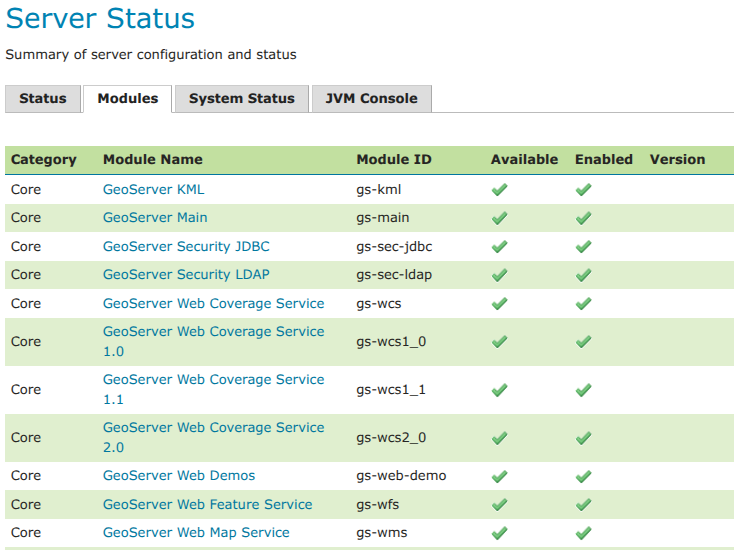 Server Status
Summary of server configuration and status
Status Modules System Status JVM Console
Category Module Name Module ID Available Enabled Version
Core GeoServer KML gs-kml
Core GeoServer Main gs-main
Core GeoServer Security JDBC gs-sec-jdbc
Core GeoServer Security LDAP gs-sec-ldap
Core GeoServer Web Coverage Service gs-wcs
Core GeoServer Web Coverage Service 1.0 gs-wcs1_0
Core GeoServer Web Coverage Service 1.1 gs-wcs1_1
Core GeoServer Web Coverage Service 2.0 gs-wcs2_0
Core GeoServer Web Demos gs-web-demo
Core GeoServer Web Feature Service gs-wfs
Core GeoServer Web Map Service gs-wms